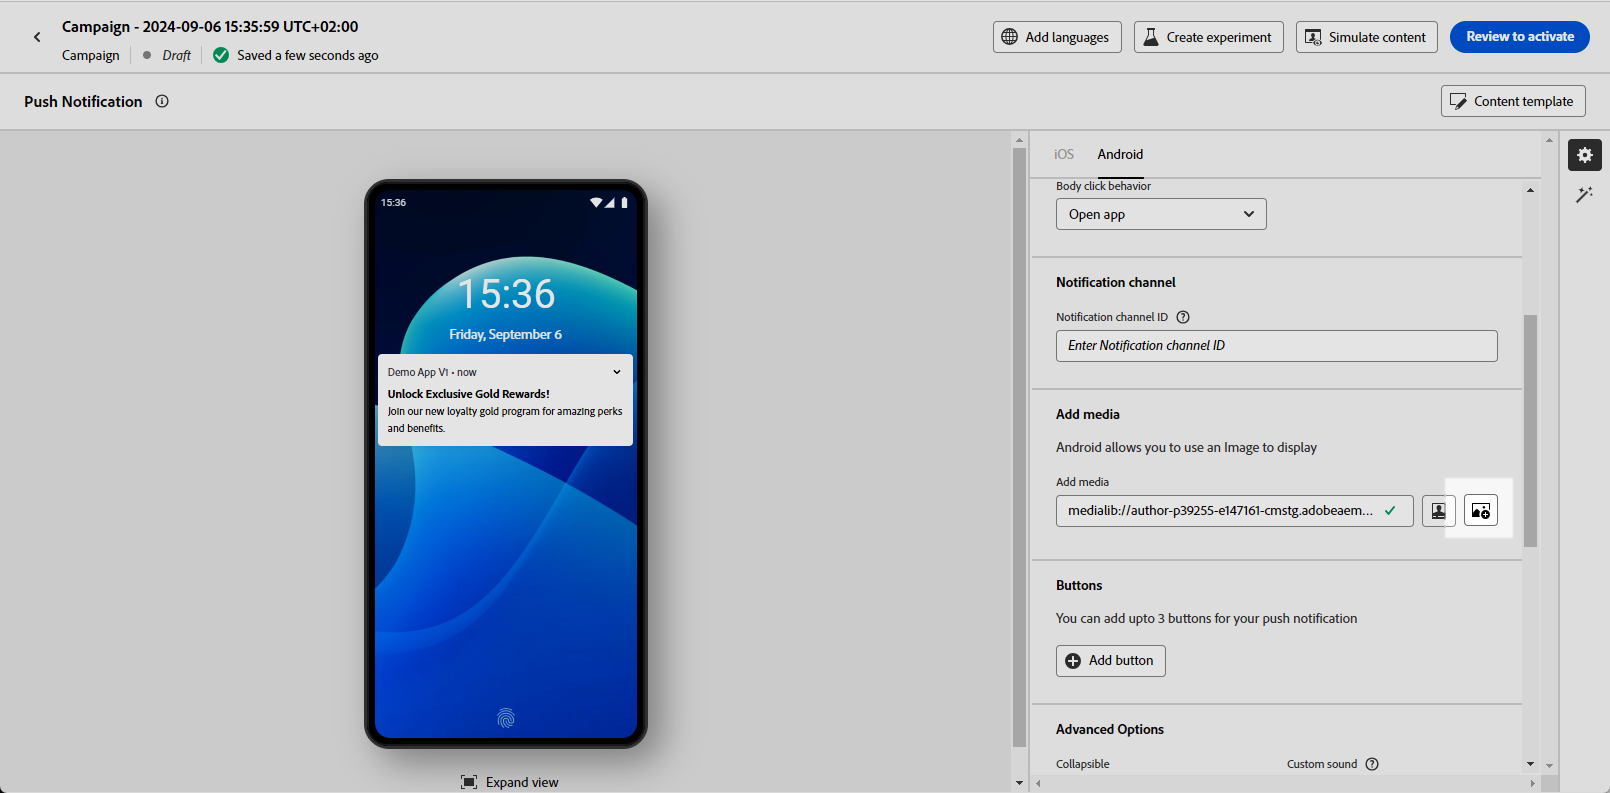 Campaign - 2024-09-06 15:35:59 UTC+02:00
Campaign Draft Saved a few seconds ago
Add languages
Create experiment
Simulate content
Review to activate
Push Notification
Content template
15:36
15:36
Friday, September 6
Demo App V1 • now
Unlock Exclusive Gold Rewards!
Join our new loyalty gold program for amazing perks
and benefits.
Expand view
iOS Android
Body click behavior
Open app
Notification channel
Notification channel ID
Enter Notification channel ID
Add media
Android allows you to use an Image to display
Add media
medialib://author-p39255-e147161-cmstg.adobeaem...
Buttons
You can add upto 3 buttons for your push notification
Add button
Advanced Options
Collapsible Custom sound